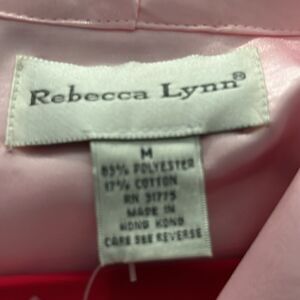 Rebecca Lynn®
M
83% POLYESTER
17% COTTON
RN 31775
MADE IN
HONG KONG
CARE SEE REVERSE